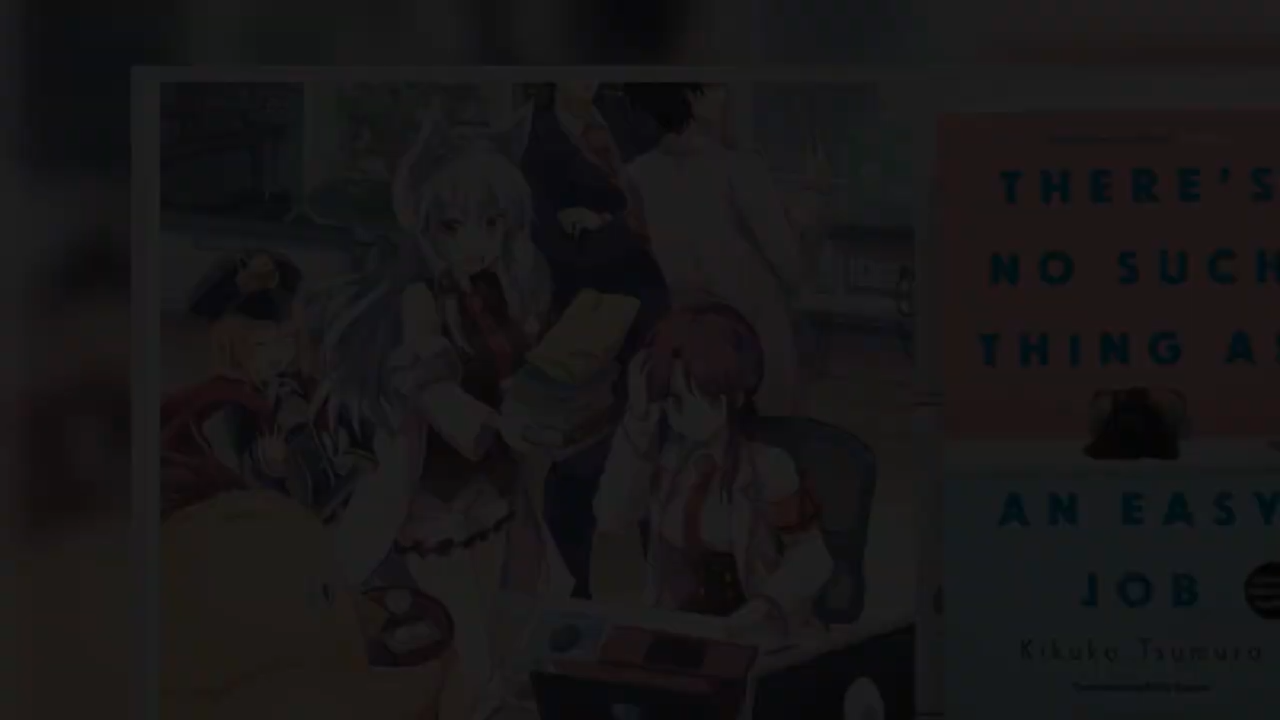 THERE'S
NO SUCH
THING A
AN EASY
JOB
Kikuko Tsumura